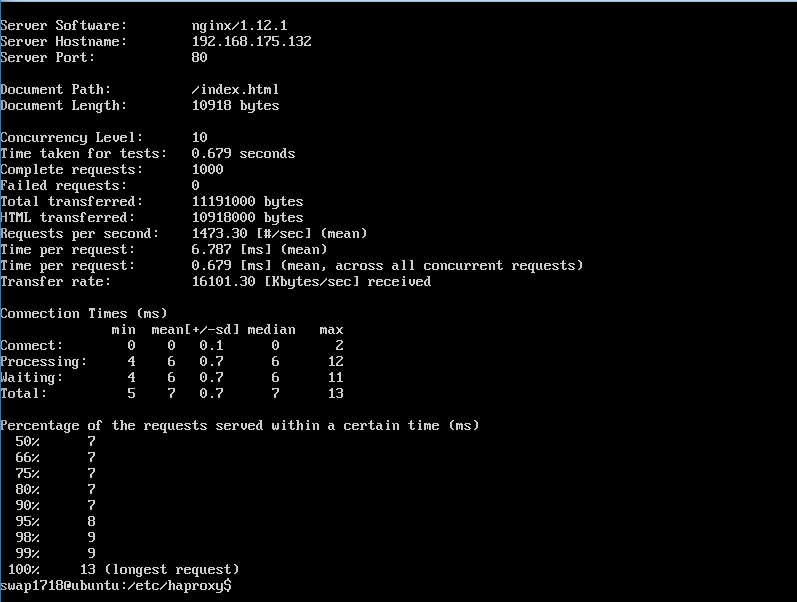 Server Software:        nginx/1.12.1
Server Hostname:        192.168.175.132
Server Port:            80
Document Path:          /index.html
Document Length:        10918 bytes
Concurrency Level:      10
Time taken for tests:   0.679 seconds
Complete requests:      1000
Failed requests:        0
Total transferred:      11191000 bytes
HTML transferred:       10918000 bytes
Requests per second:    1473.30 [#/sec] (mean)
Time per request:       6.787 [ms] (mean)
Time per request:       0.679 [ms] (mean, across all concurrent requests)
Transfer rate:          16101.30 [Kbytes/sec] received
Connection Times (ms)
              min  mean[+/-sd] median   max
Connect:        0    0   0.1      0       2
Processing:     4    6   0.7      6      12
Waiting:        4    6   0.7      6      11
Total:          5    7   0.7      7      13
Percentage of the requests served within a certain time (ms)
  50%      7
  66%      7
  75%      7
  80%      7
  90%      7
  95%      8
  98%      9
  99%      9
 100%     13 (longest request)
swap1718@ubuntu:/etc/haproxy$